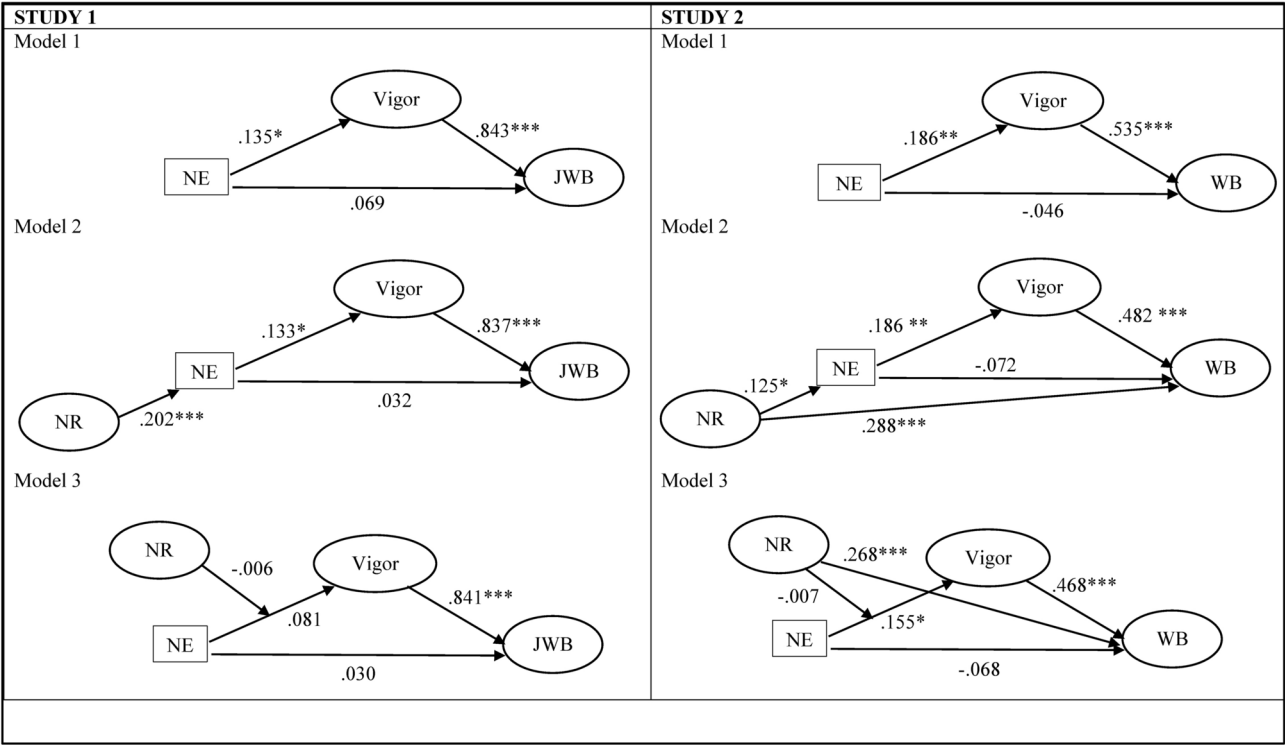 STUDY 1
Model 1
Vigor
.135*
.843***
NE
JWB
.069
Model 2
Vigor
.133*
.837***
NE
JWB
.032
NR
.202***
Model 3
NR
Vigor
-.006
.841***
.081
NE
JWB
.030
STUDY 2
Model 1
Vigor
.186**
.535***
NE
WB
-.046
Model 2
Vigor
.186 **
.482 ***
NE
WB
-.072
.125*
NR
.288***
Model 3
NR
.268***
Vigor
-.007
.468***
.155*
NE
WB
-.068